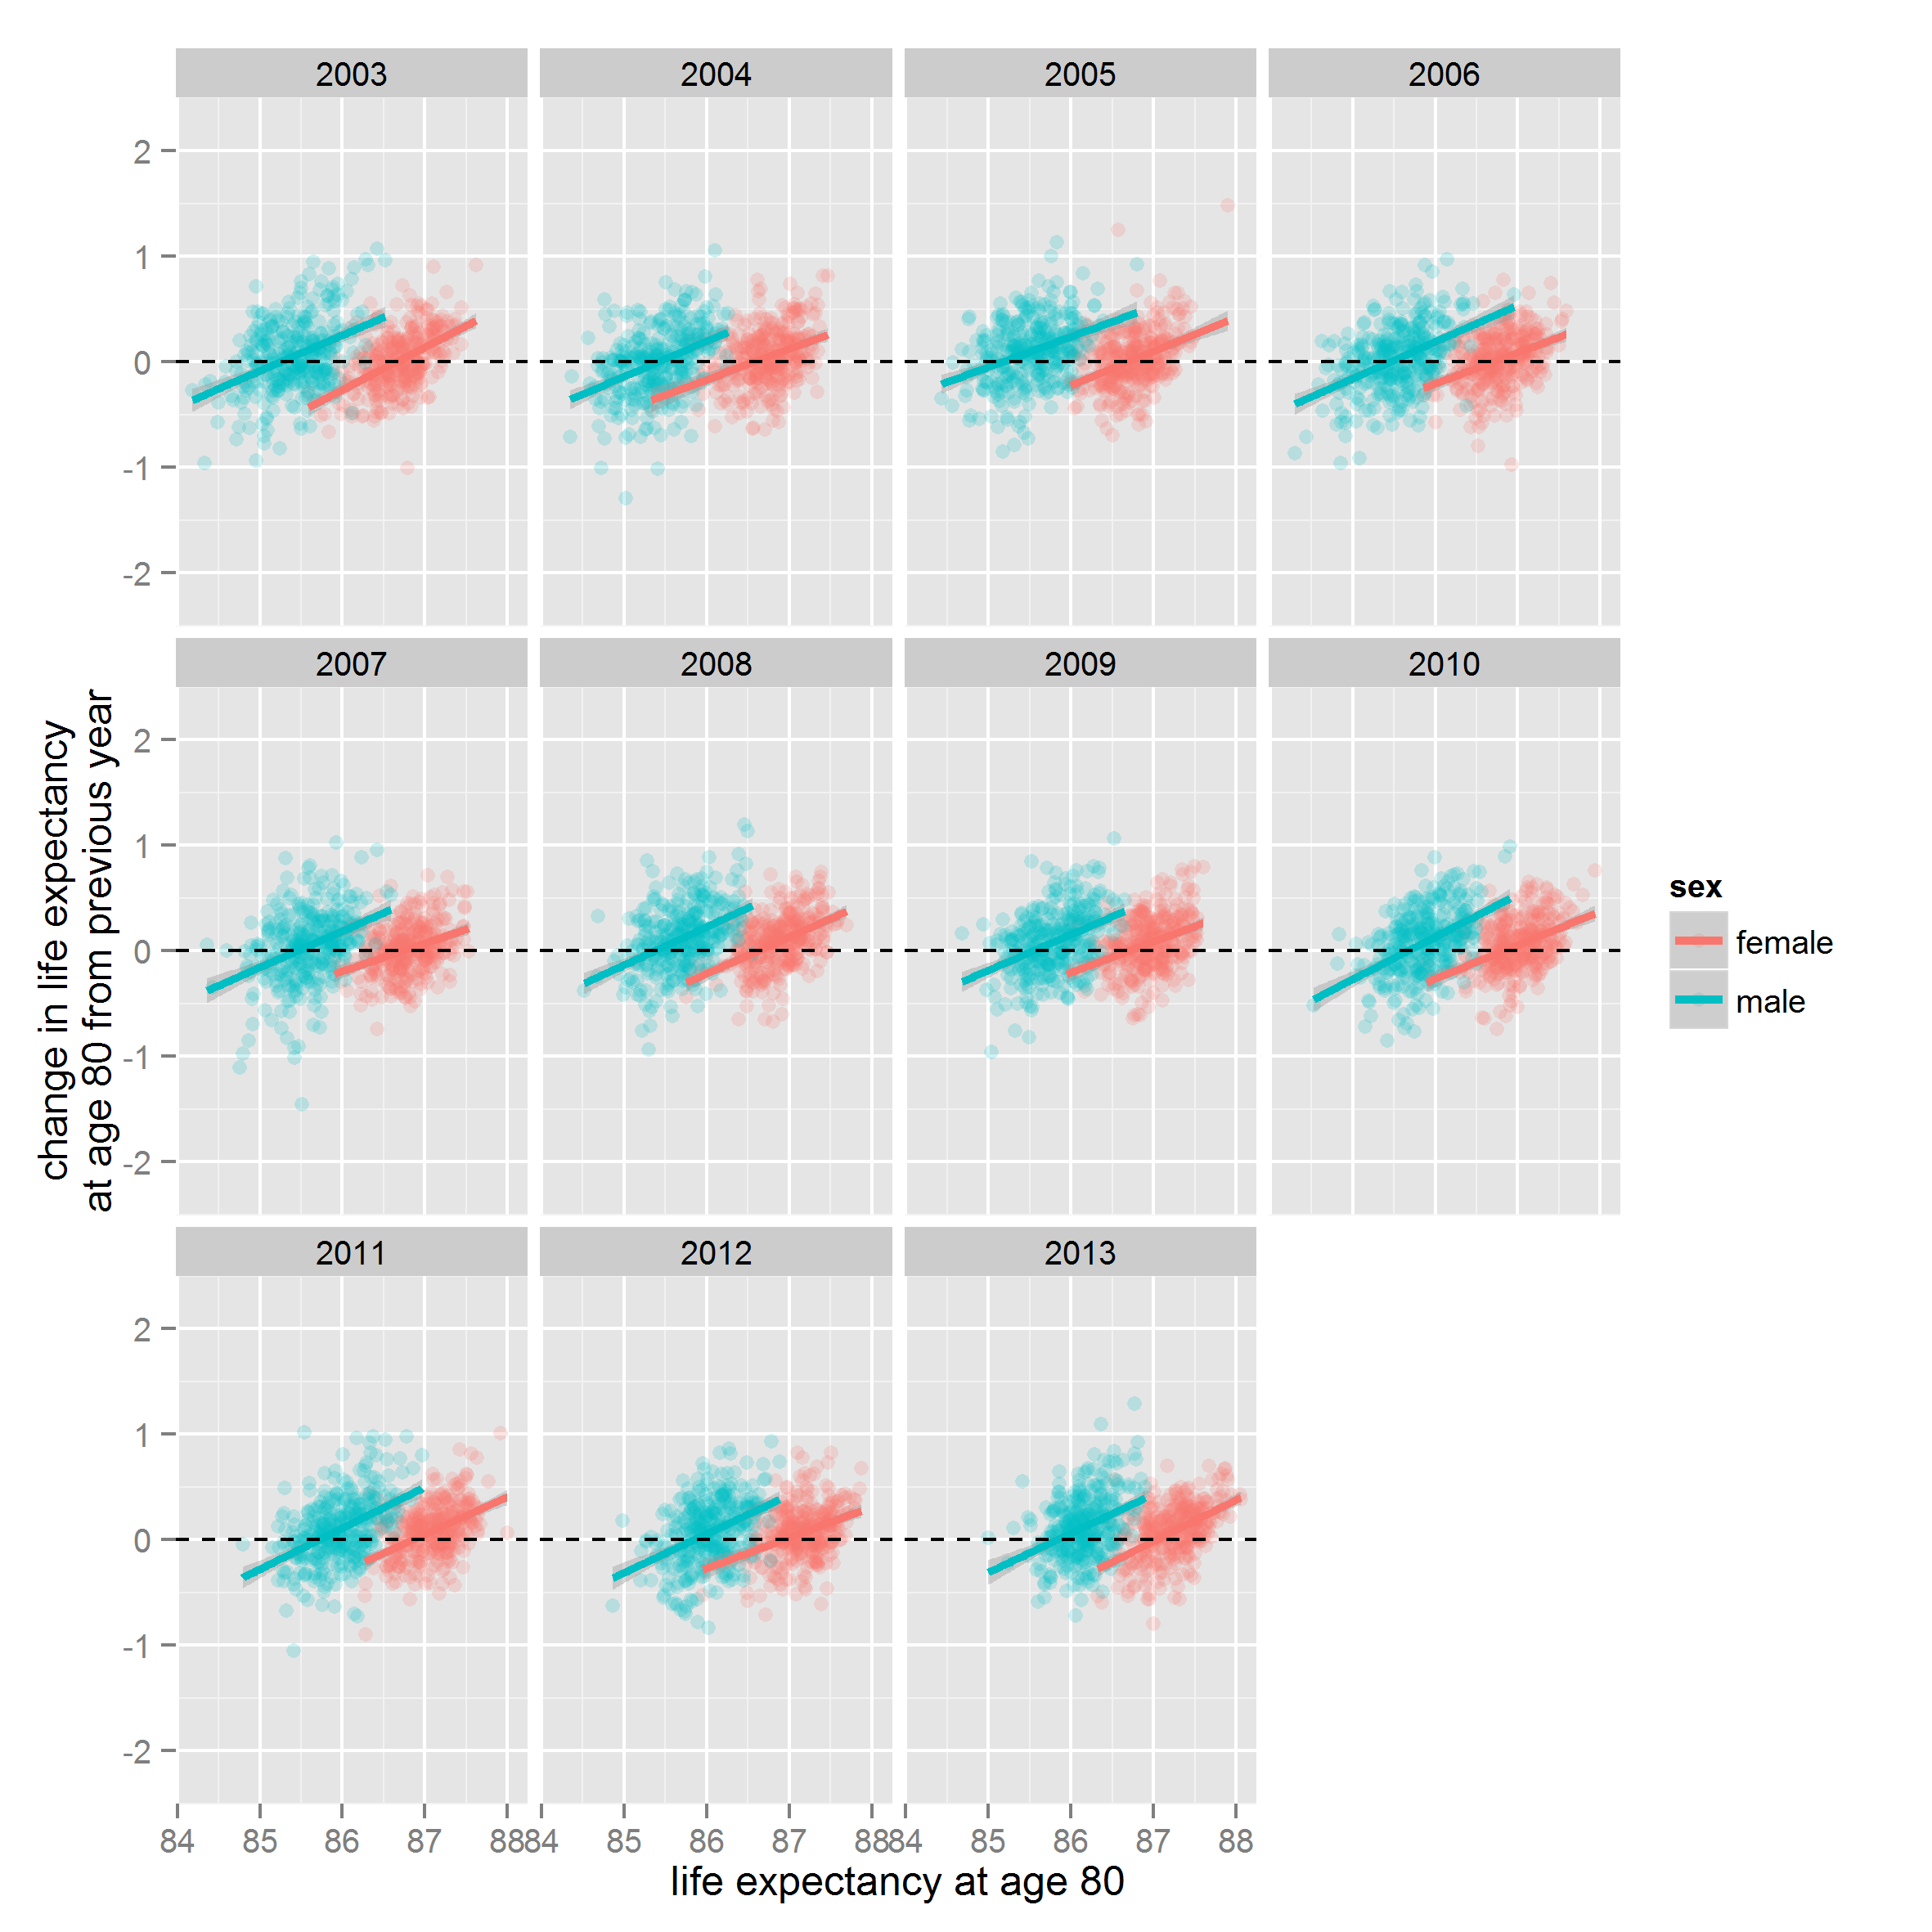 2003 2004 2005 2006
2
1
0
-1
-2
2007 2008 2009 2010
2
1
0
-1
-2
2011 2012 2013
2
1
0
-1
-2
84 85 86 87 88 84 85 86 87 88 84 85 86 87 88
life expectancy at age 80
change in life expectancy
at age 80 from previous year
sex
female
male